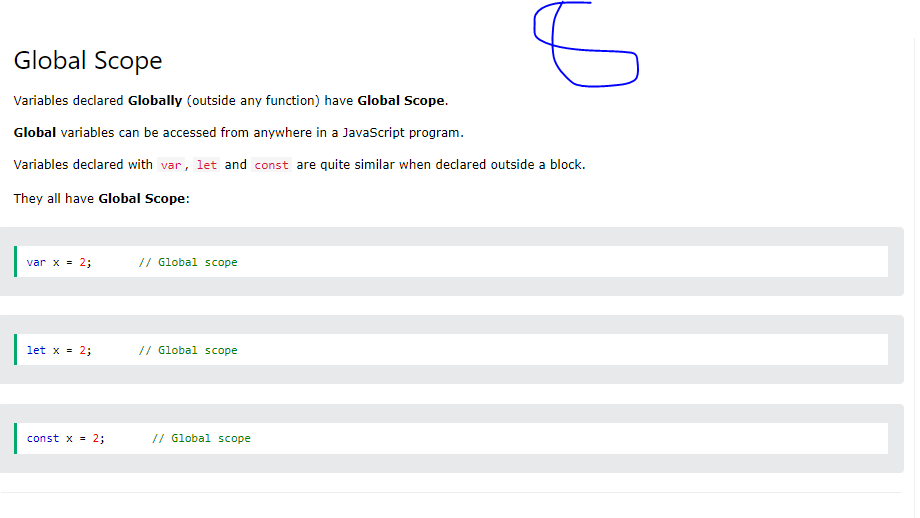 Global Scope
Variables declared Globally (outside any function) have Global Scope.
Global variables can be accessed from anywhere in a JavaScript program.
Variables declared with var, let and const are quite similar when declared outside a block.
They all have Global Scope:
var x = 2;       // Global scope
let x = 2;       // Global scope
const x = 2;       // Global scope